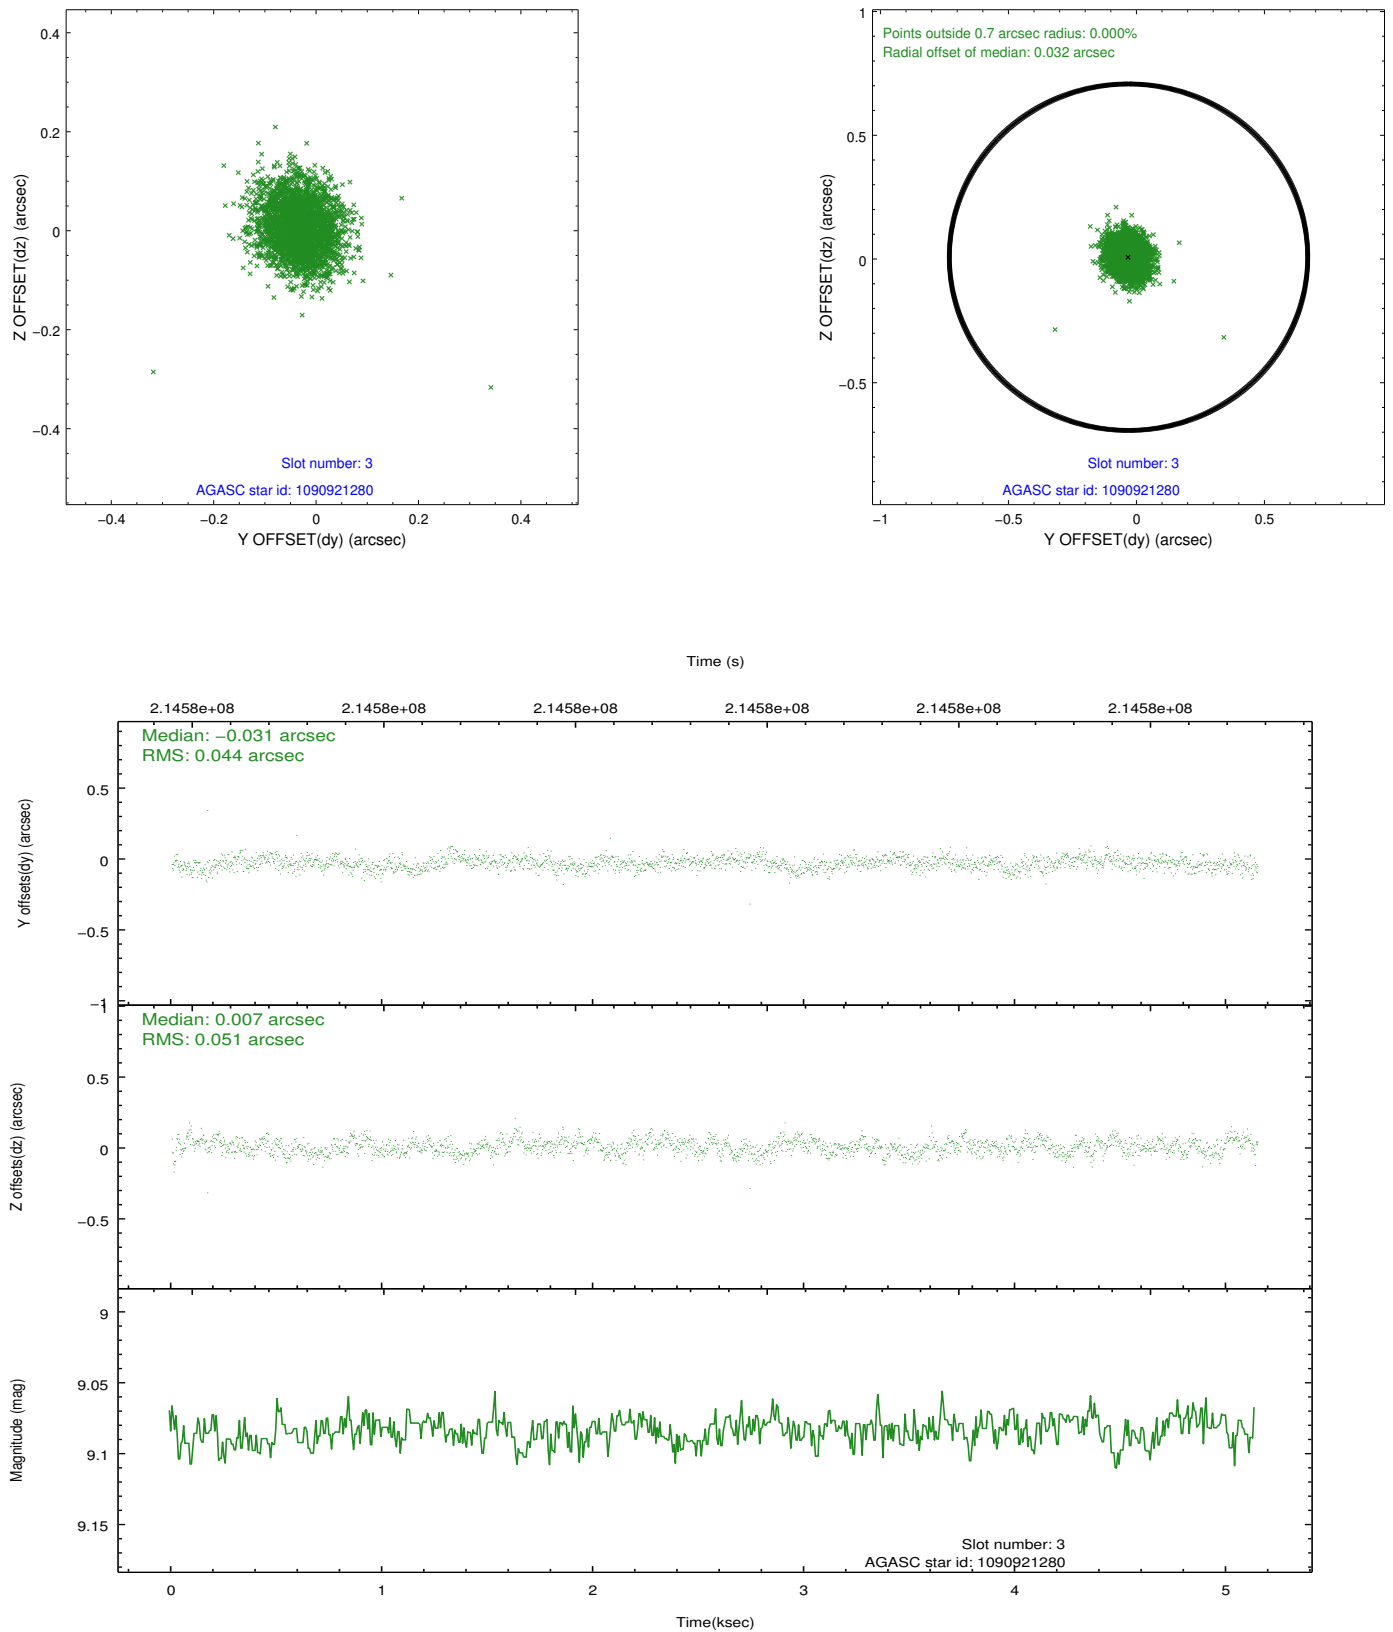 0.4
0.2
0
−0.2
−0.4
Z OFFSET(dz) (arcsec)
Slot number: 3
AGASC star id: 1090921280
−0.4 −0.2 0 0.2 0.4
Y OFFSET(dy) (arcsec)
1
0.5
0
−0.5
Z OFFSET(dz) (arcsec)
Points outside 0.7 arcsec radius: 0.000%
Radial offset of median: 0.032 arcsec
Slot number: 3
AGASC star id: 1090921280
−1 −0.5 0 0.5
Y OFFSET(dy) (arcsec)
Time (s)
2.1458e+08 2.1458e+08 2.1458e+08 2.1458e+08 2.1458e+08 2.1458e+08
Median: −0.031 arcsec
RMS: 0.044 arcsec
0.5
0
−0.5
−1
Y offsets(dy) (arcsec)
1
Median: 0.007 arcsec
RMS: 0.051 arcsec
0.5
0
−0.5
Z offsets(dz) (arcsec)
9
9.05
9.1
9.15
Magnitude (mag)
Slot number: 3
AGASC star id: 1090921280
0 1 2 3 4 5
Time(ksec)